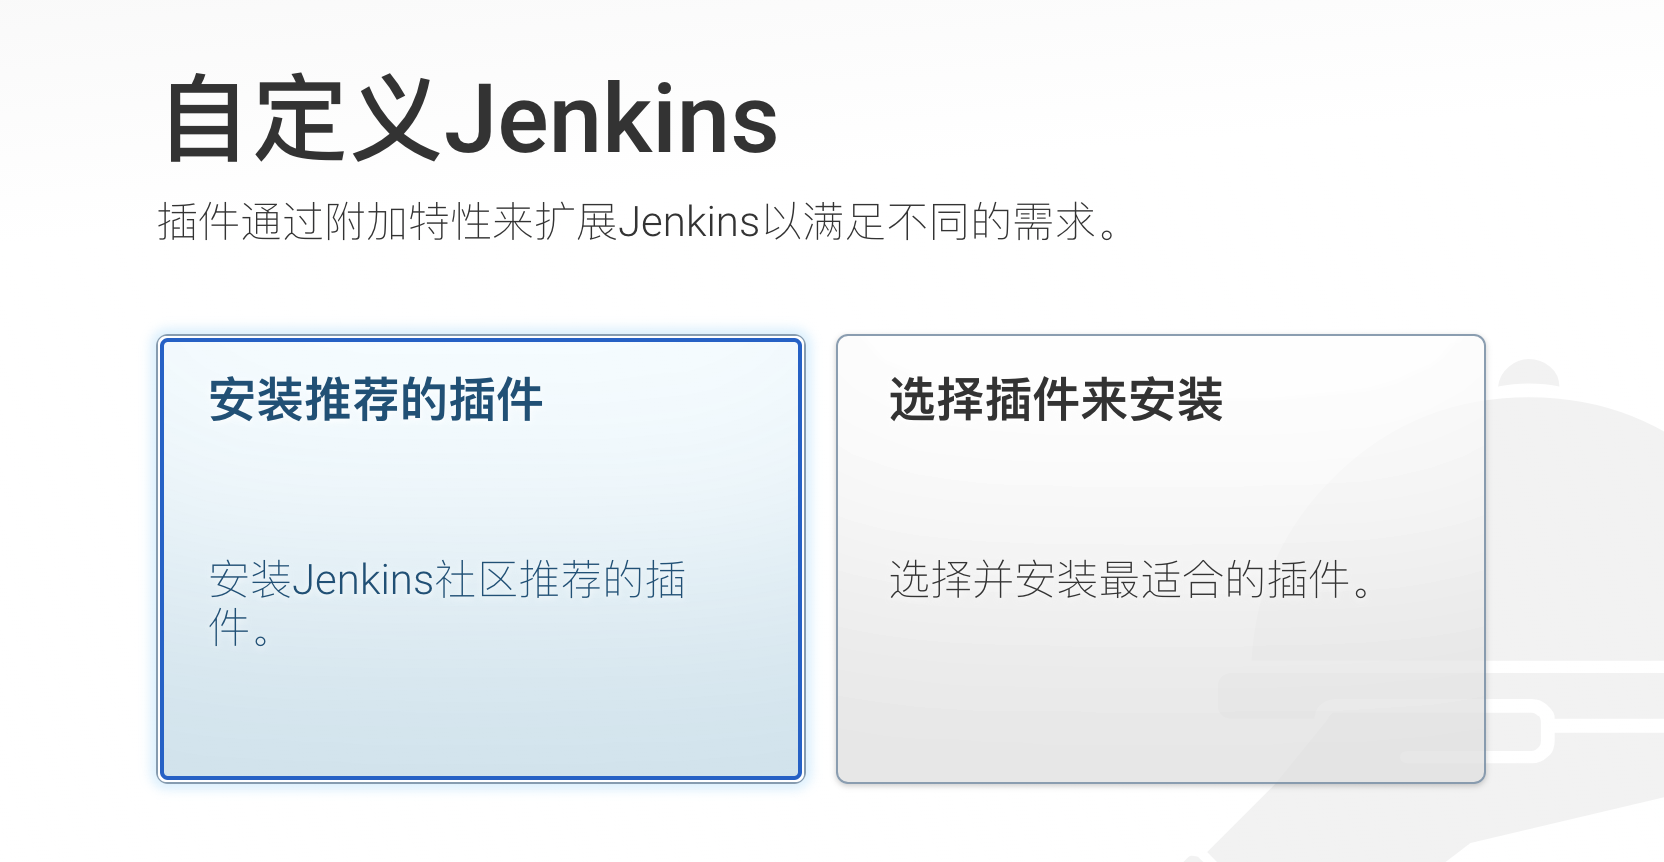 自定义Jenkins
插件通过附加特性来扩展Jenkins以满足不同的需求。
安装推荐的插件
安装Jenkins社区推荐的插
件。
选择插件来安装
选择并安装最适合的插件。